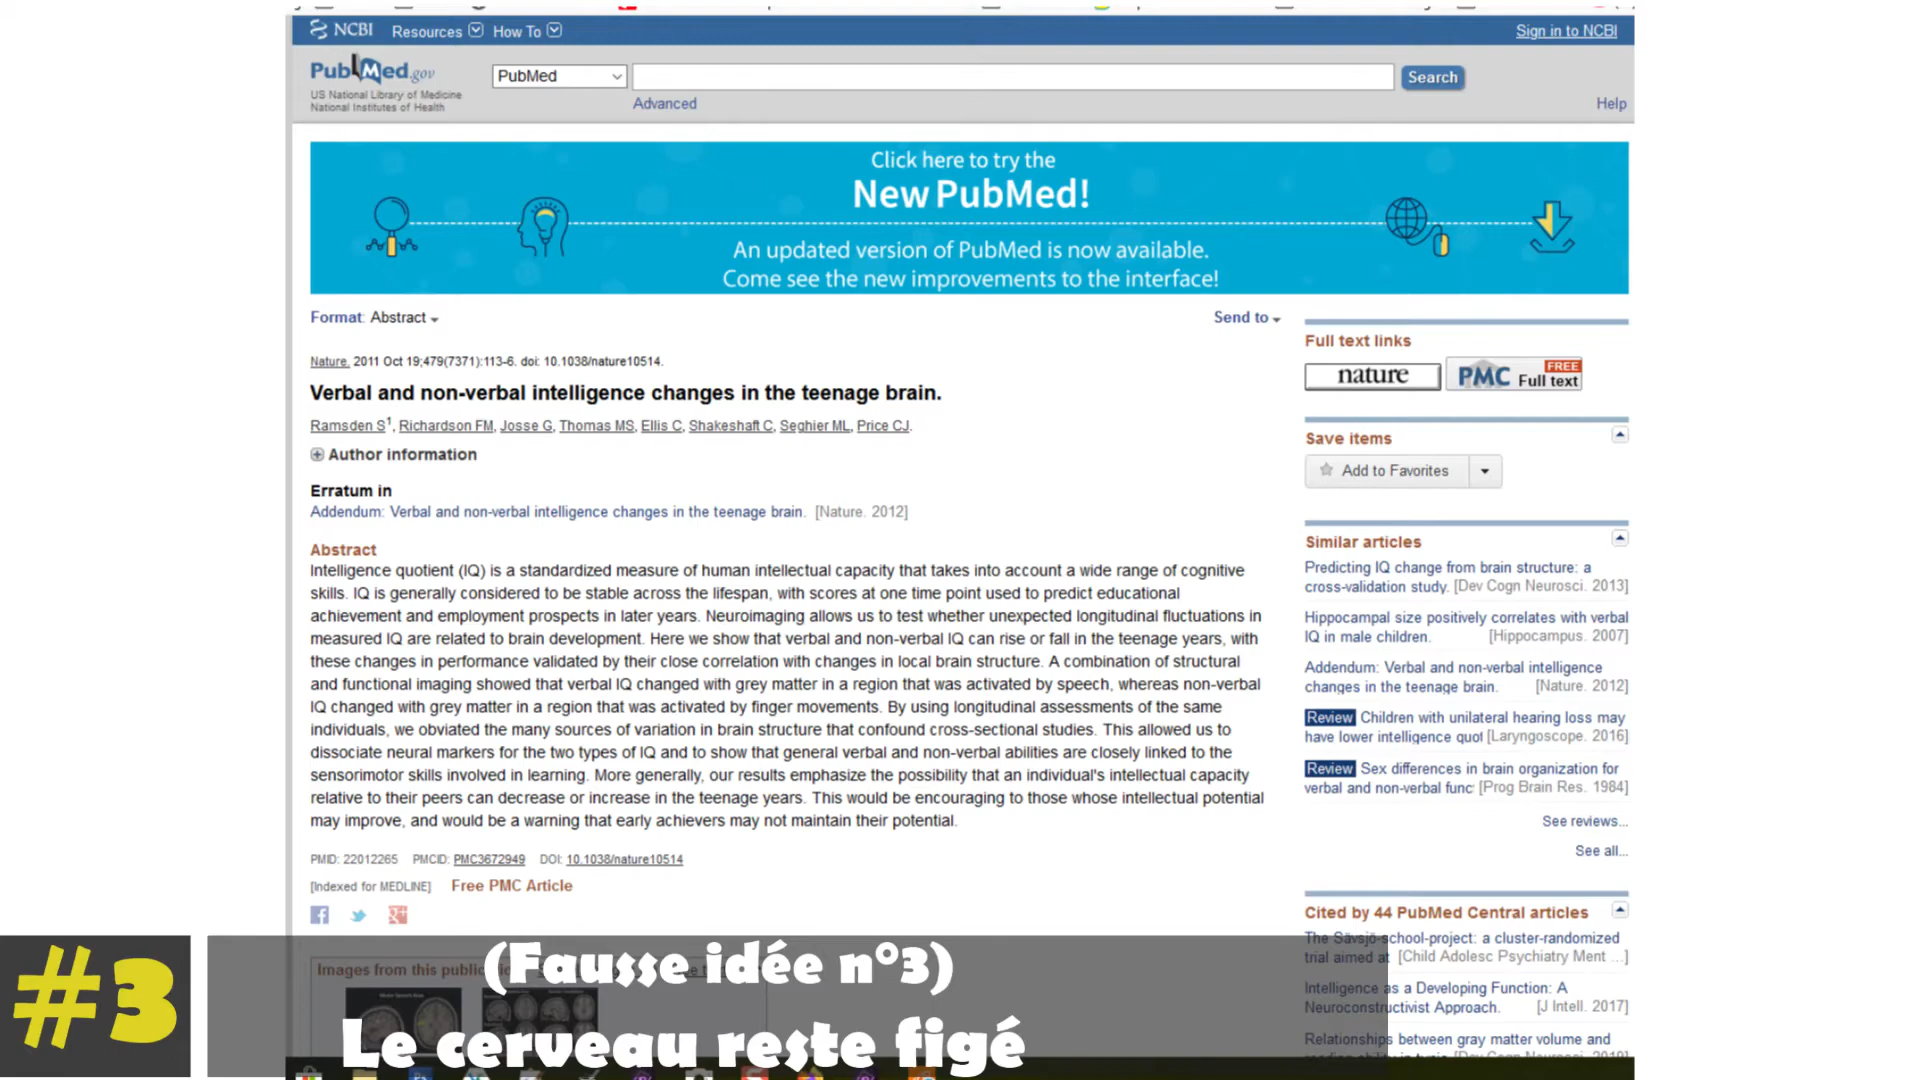 NCBI Resources How To Sign in to NCBI
PubMed.gov
US National Library of Medicine
National Institutes of Health
PubMed Search
Advanced Help
Click here to try the
New PubMed!
An updated version of PubMed is now available.
Come see the new improvements to the interface!
Format: Abstract Send to
Nature. 2011 Oct 19;479(7371):113-6. doi: 10.1038/nature10514.
Verbal and non-verbal intelligence changes in the teenage brain.
Ramsden S1, Richardson FM, Josse G, Thomas MS, Ellis C, Shakeshaft C, Seghier ML, Price CJ.
Author information
Erratum in
Addendum: Verbal and non-verbal intelligence changes in the teenage brain. [Nature. 2012]
Abstract
Intelligence quotient (IQ) is a standardized measure of human intellectual capacity that takes into account a wide range of cognitive
skills. IQ is generally considered to be stable across the lifespan, with scores at one time point used to predict educational
achievement and employment prospects in later years. Neuroimaging allows us to test whether unexpected longitudinal fluctuations in
measured IQ are related to brain development. Here we show that verbal and non-verbal IQ can rise or fall in the teenage years, with
these changes in performance validated by their close correlation with changes in local brain structure. A combination of structural
and functional imaging showed that verbal IQ changed with grey matter in a region that was activated by speech, whereas non-verbal
IQ changed with grey matter in a region that was activated by finger movements. By using longitudinal assessments of the same
individuals, we obviated the many sources of variation in brain structure that confound cross-sectional studies. This allowed us to
dissociate neural markers for the two types of IQ and to show that general verbal and non-verbal abilities are closely linked to the
sensorimotor skills involved in learning. More generally, our results emphasize the possibility that an individual's intellectual capacity
relative to their peers can decrease or increase in the teenage years. This would be encouraging to those whose intellectual potential
may improve, and would be a warning that early achievers may not maintain their potential.
PMID: 22012265 PMCID: PMC3672949 DOI: 10.1038/nature10514
[Indexed for MEDLINE] Free PMC Article
Images from this
Full text links
nature PMC FREE Full text
Save items
Add to Favorites
Similar articles
Predicting IQ change from brain structure: a
cross-validation study. [Dev Cogn Neurosci. 2013]
Hippocampal size positively correlates with verbal
IQ in male children. [Hippocampus. 2007]
Addendum: Verbal and non-verbal intelligence
changes in the teenage brain. [Nature. 2012]
Review Children with unilateral hearing loss may
have lower intelligence quot [Laryngoscope. 2016]
Review Sex differences in brain organization for
verbal and non-verbal func [Prog Brain Res. 1984]
See reviews...
See all...
Cited by 44 PubMed Central articles
The Sävsjö-school-project: a cluster-randomized
trial aimed at [Child Adolesc Psychiatry Ment ...]
Intelligence as a Developing Function: A
Neuroconstructivist Approach. [J Intell. 2017]
Relationships between gray matter volume and
#3
(Fausse idée n°3)
Le cerveau reste figé